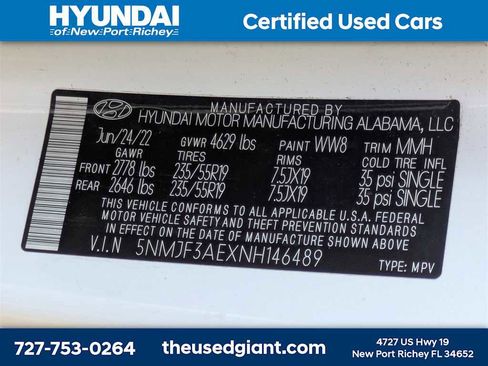 HYUNDAI
of New Port Richey
Certified Used Cars
MANUFACTURED BY
HYUNDAI MOTOR MANUFACTURING ALABAMA, LLC
Jun/24/22 GVWR 4629 lbs PAINT WW8 TRIM MMH
GAWR TIRES RIMS COLD TIRE INFL
FRONT 2778 lbs 235/55R19 7.5JX19 35 psi SINGLE
REAR 2646 lbs 235/55R19 7.5JX19 35 psi SINGLE
THIS VEHICLE CONFORMS TO ALL APPLICABLE U.S.A. FEDERAL
MOTOR VEHICLE SAFETY AND THEFT PREVENTION STANDARDS
IN EFFECT ON THE DATE OF MANUFACTURE SHOWN ABOVE.
V.I.N 5NMJF3AEXNH146489
TYPE: MPV
727-753-0264
theusedgiant.com
4727 US Hwy 19
New Port Richey FL 34652